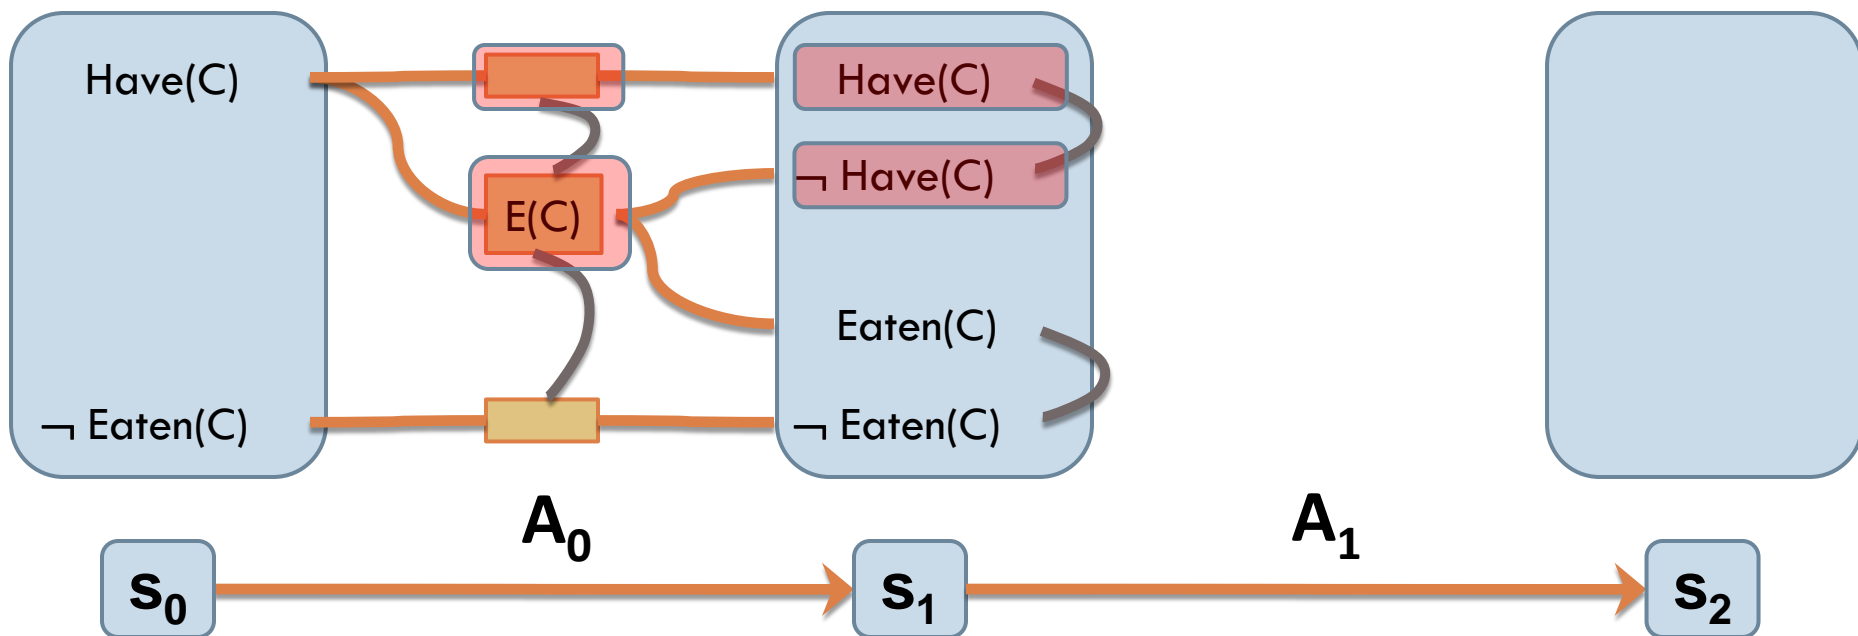 Have(C)
Have(C)
¬ Have(C)
E(C)
Eaten(C)
¬ Eaten(C)
¬ Eaten(C)
A₀
A₁
s₀
s₁
s₂